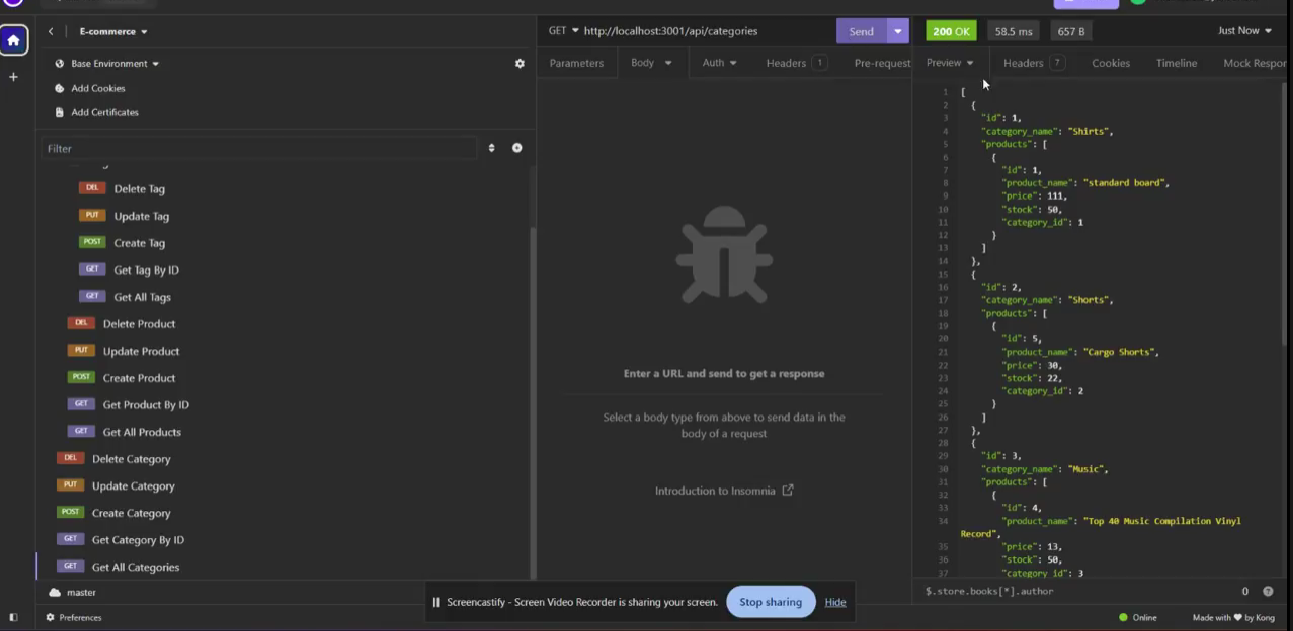 E-commerce
Base Environment
Add Cookies
Add Certificates
Filter
DEL Delete Tag
PUT Update Tag
POST Create Tag
GET Get Tag By ID
GET Get All Tags
DEL Delete Product
PUT Update Product
POST Create Product
GET Get Product By ID
GET Get All Products
DEL Delete Category
PUT Update Category
POST Create Category
GET Get Category By ID
GET Get All Categories
master
Preferences
GET http://localhost:3001/api/categories Send
Parameters Body Auth Headers 1 Pre-request
Enter a URL and send to get a response
Select a body type from above to send data in the
body of a request
Introduction to Insomnia
200 OK 58.5 ms 657 B Just Now
Preview Headers 7 Cookies Timeline Mock Respor
1 [
2 {
3 "id": 1,
4 "category_name": "Shirts",
5 "products": [
6 {
7 "id": 1,
8 "product_name": "standard board",
9 "price": 111,
10 "stock": 50,
11 "category_id": 1
12 }
13 ]
14 },
15 {
16 "id": 2,
17 "category_name": "Shorts",
18 "products": [
19 {
20 "id": 5,
21 "product_name": "Cargo Shorts",
22 "price": 30,
23 "stock": 22,
24 "category_id": 2
25 }
26 ]
27 },
28 {
29 "id": 3,
30 "category_name": "Music",
31 "products": [
32 {
33 "id": 4,
34 "product_name": "Top 40 Music Compilation Vinyl
Record",
35 "price": 13,
36 "stock": 50,
37 "category_id": 3
$.store.books[*].author 0
Screencastify - Screen Video Recorder is sharing your screen. Stop sharing Hide
Online Made with ♥ by Kong